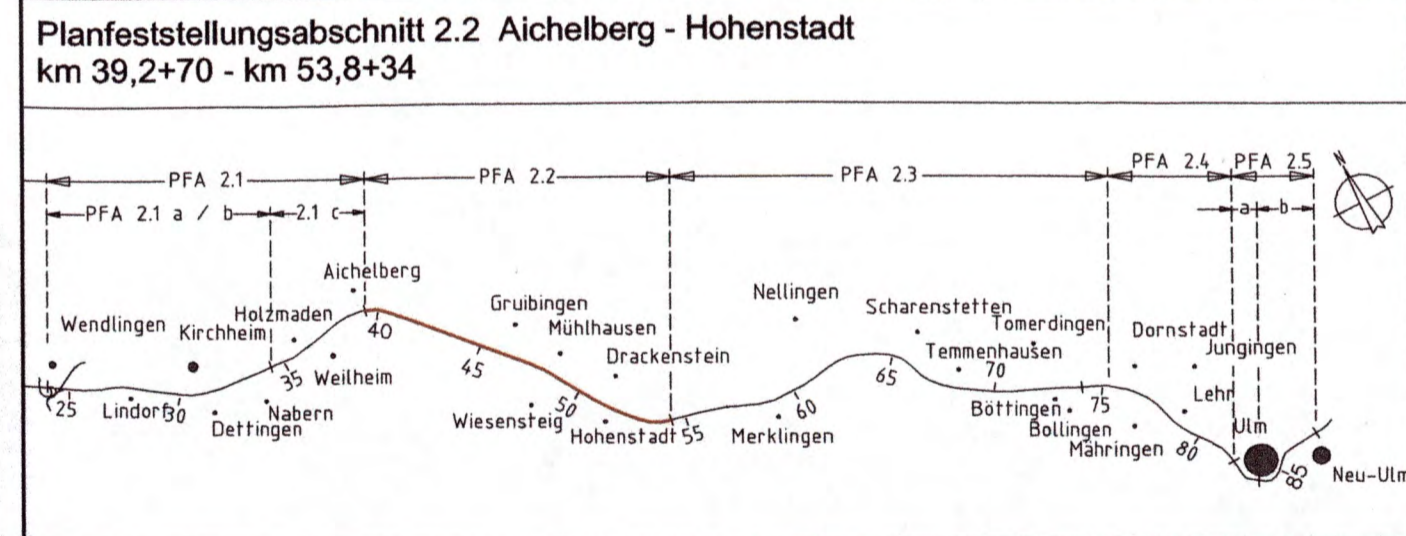 Planfeststellungsabschnitt 2.2 Aichelberg - Hohenstadt
km 39,2+70 - km 53,8+34
PFA 2.1
PFA 2.2
PFA 2.3
PFA 2.4
PFA 2.5
PFA 2.1 a / b
2.1 c
a
b
N
Aichelberg
Wendlingen
Kirchheim
Holzmaden
40
Gruibingen
Mühlhausen
Drackenstein
Nellingen
Scharenstetten
Tomerdingen
Temmenhausen
Dornstadt
Jungingen
25
Lindorf
30
Dettingen
Nabern
35
Weilheim
45
Wiesensteig
50
Hohenstadt
55
Merklingen
60
65
70
Böttingen
75
Bollingen
Mähringen
80
Lehr
Ulm
85
Neu-Ulm